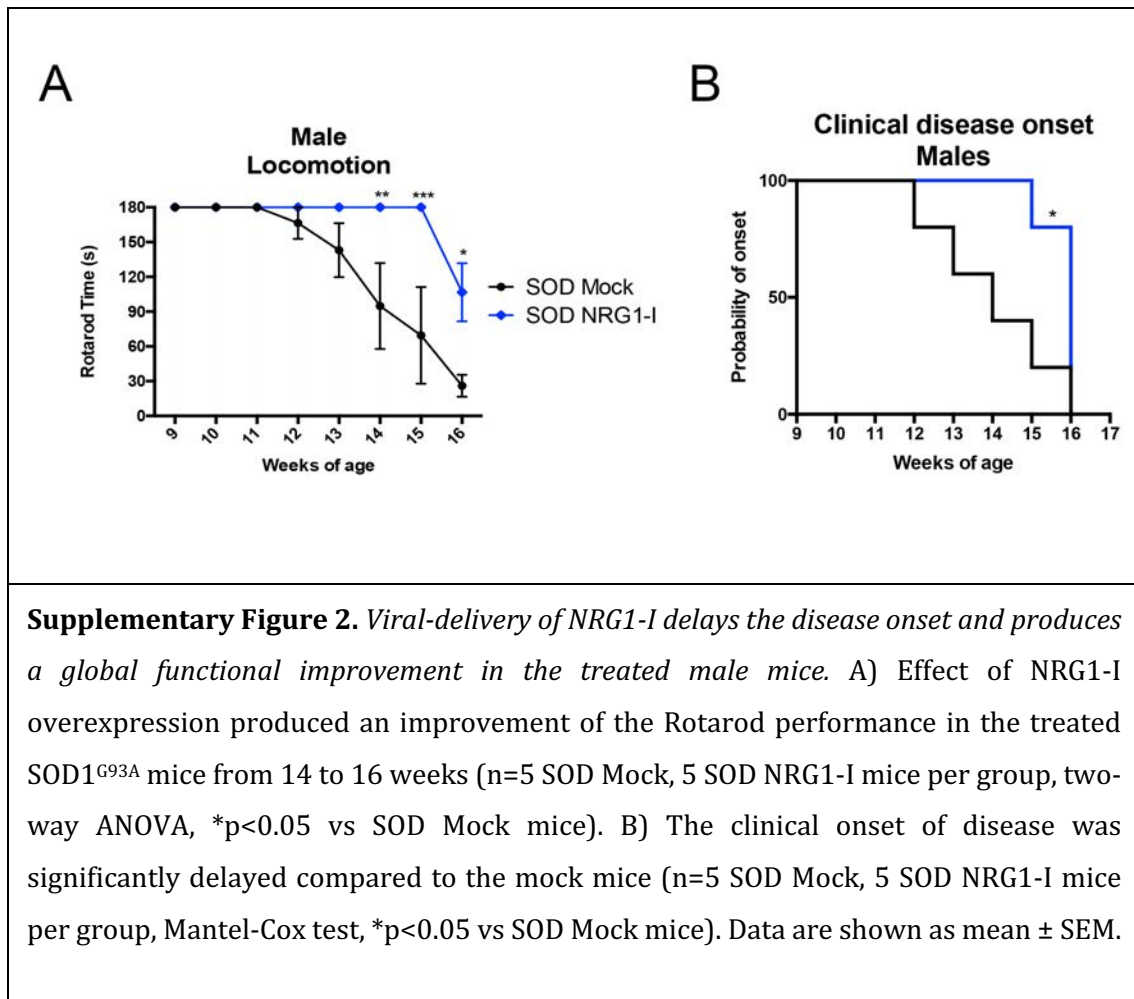 A
Male
Locomotion
180
150
120
90
60
30
0
Rotarod Time (s)
**
***
*
9
10
11
12
13
14
15
16
Weeks of age
SOD Mock
SOD NRG1-I
B
Clinical disease onset
Males
100
50
0
Probability of onset
*
9 10 11 12 13 14 15 16 17
Weeks of age
Supplementary Figure 2. Viral-delivery of NRG1-I delays the disease onset and produces
a global functional improvement in the treated male mice. A) Effect of NRG1-I
overexpression produced an improvement of the Rotarod performance in the treated
SOD1G93A mice from 14 to 16 weeks (n=5 SOD Mock, 5 SOD NRG1-I mice per group, two-
way ANOVA, *p<0.05 vs SOD Mock mice). B) The clinical onset of disease was
significantly delayed compared to the mock mice (n=5 SOD Mock, 5 SOD NRG1-I mice
per group, Mantel-Cox test, *p<0.05 vs SOD Mock mice). Data are shown as mean ± SEM.